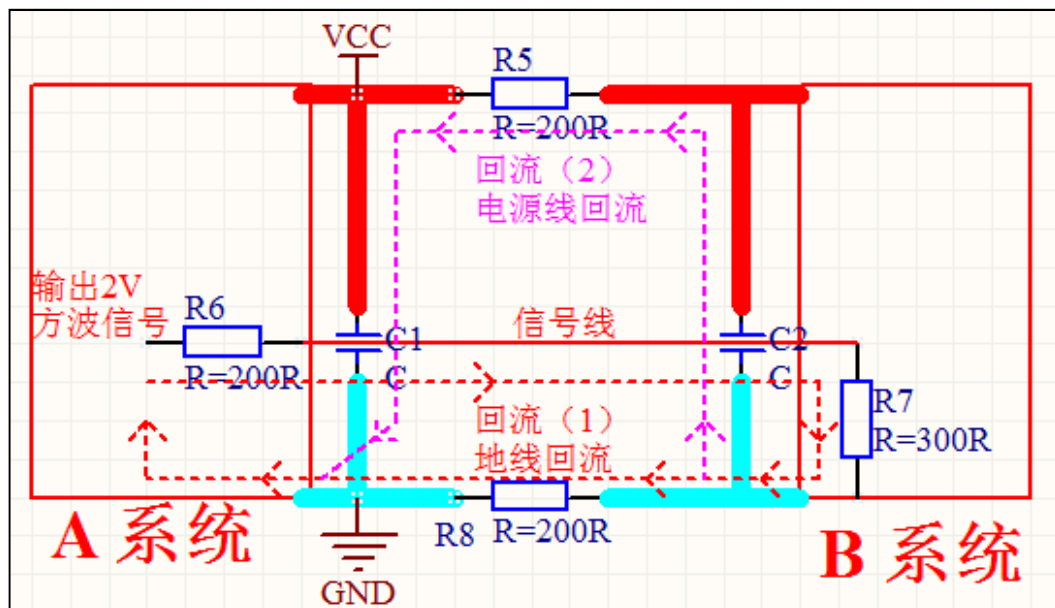 VCC
R5
R=200R
回流（2）
电源线回流
输出2V
方波信号
R6
R=200R
信号线
C1
C
C2
C
R7
R=300R
回流（1）
地线回流
A 系统
R8
R=200R
B 系统
GND